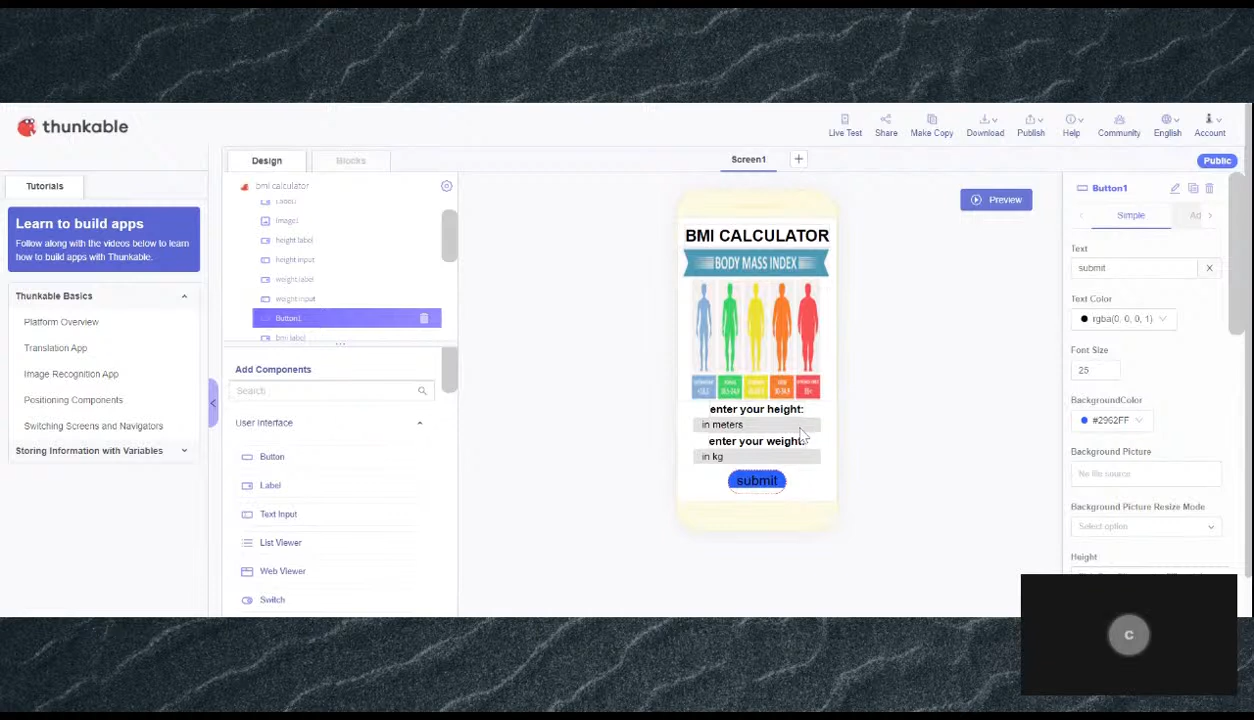 thunkable
Live Test
Share
Make Copy
Download
Publish
Help
Community
English
Account
Public
Tutorials
Learn to build apps
Follow along with the videos below to learn
how to build apps with Thunkable.
Thunkable Basics
Platform Overview
Translation App
Image Recognition App
Positioning Components
Switching Screens and Navigators
Storing Information with Variables
Design
Blocks
bmi calculator
Label1
Image1
height label
height input
weight label
weight input
Button1
bmi label
Add Components
Search
User Interface
Button
Label
Text Input
List Viewer
Web Viewer
Switch
Screen1
+
Preview
BMI CALCULATOR
BODY MASS INDEX
enter your height:
in meters
enter your weight:
in kg
submit
Button1
Simple
Ad
Text
submit
Text Color
rgba(0, 0, 0, 1)
Font Size
25
BackgroundColor
#2962FF
Background Picture
No file source
Background Picture Resize Mode
Select option
Height
C